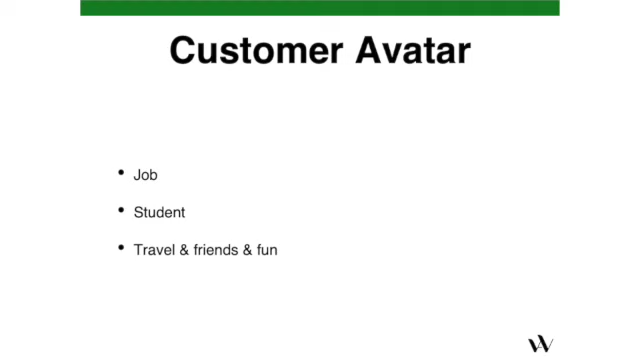 Customer Avatar
• Job
• Student
• Travel & friends & fun